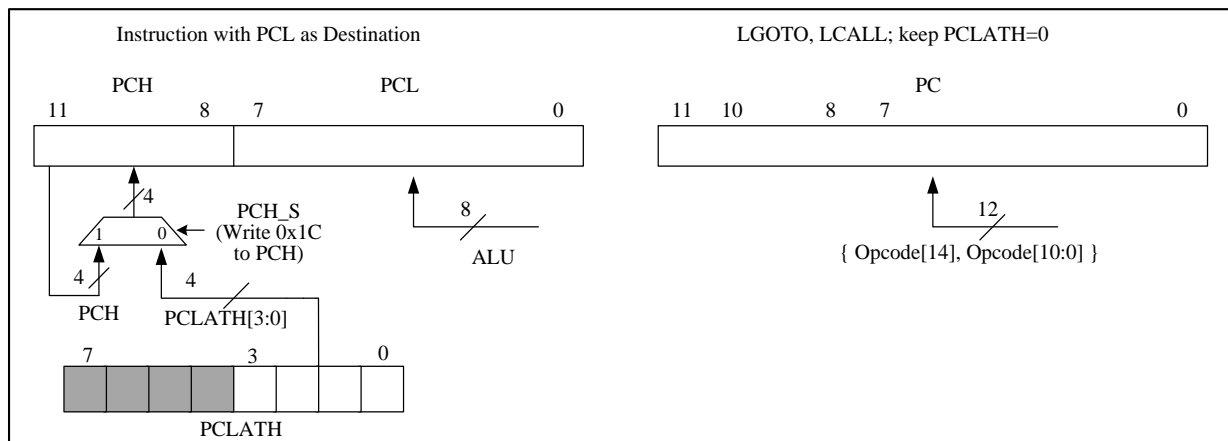 Instruction with PCL as Destination
LGOTO, LCALL; keep PCLATH=0
PCH
PCL
PC
11
8
7
0
11
10
8
7
0
4
PCH_S
(Write 0x1C
to PCH)
1
0
8
12
ALU
{ Opcode[14], Opcode[10:0] }
4
4
PCH
PCLATH[3:0]
7
3
0
PCLATH